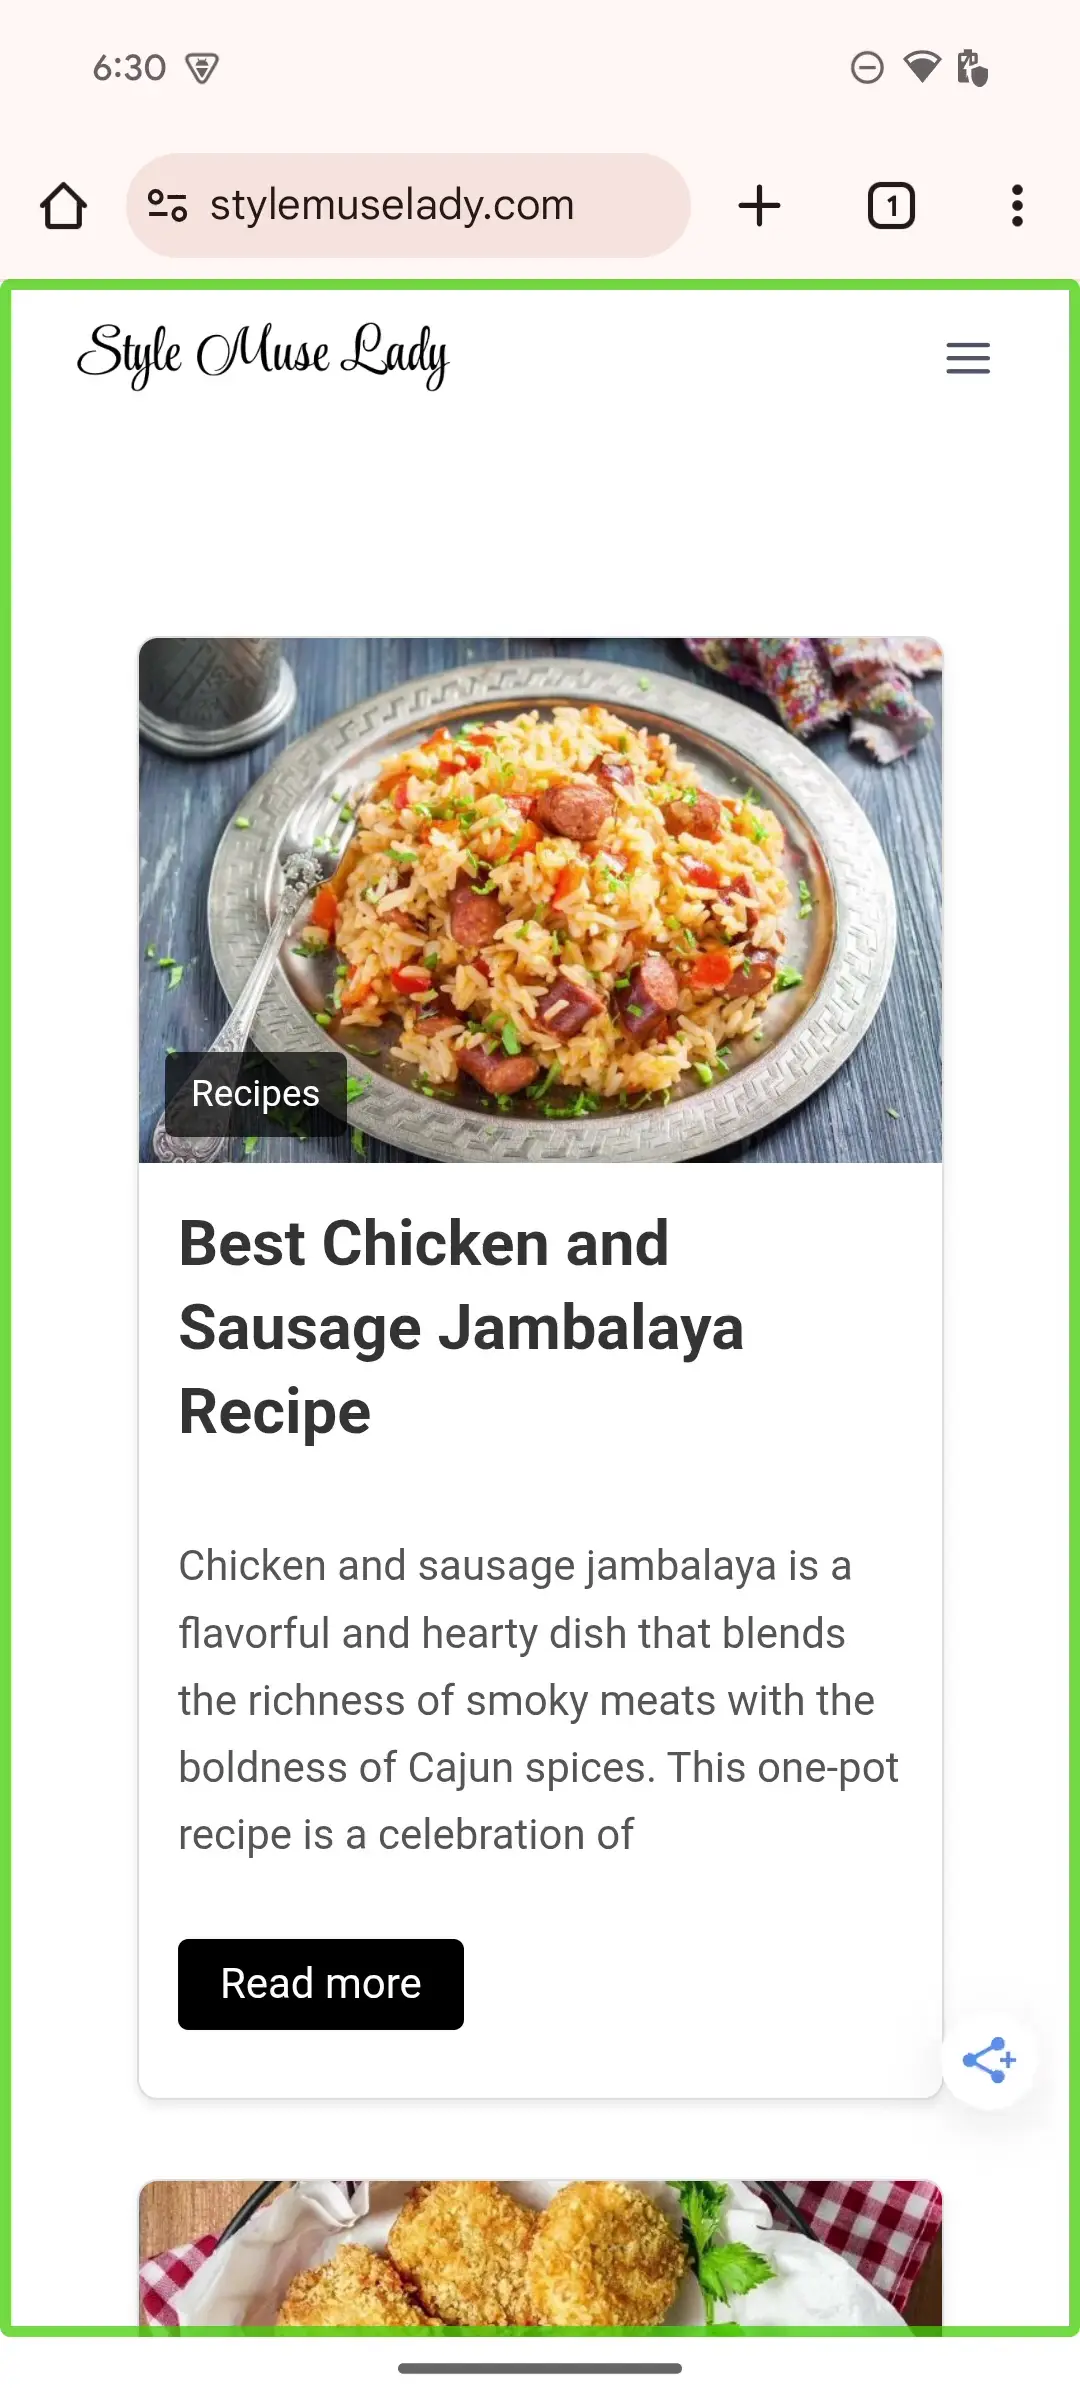 6:30
stylemuselady.com
1
Style Muse Lady
Recipes
Best Chicken and
Sausage Jambalaya
Recipe
Chicken and sausage jambalaya is a
flavorful and hearty dish that blends
the richness of smoky meats with the
boldness of Cajun spices. This one-pot
recipe is a celebration of
Read more